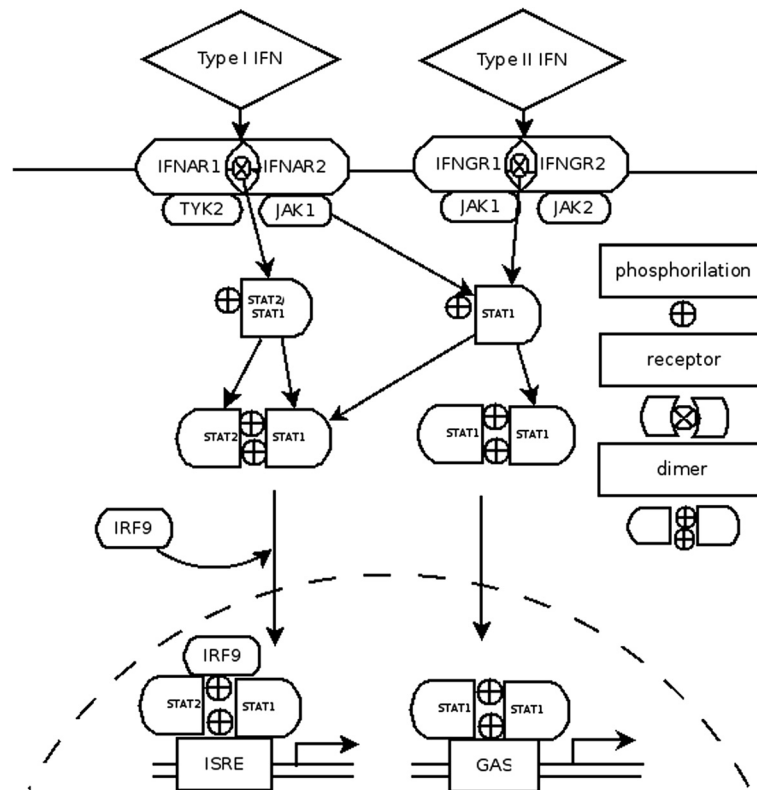 Type I IFN
Type II IFN
IFNAR1
IFNAR2
IFNGR1
IFNGR2
TYK2
JAK1
JAK1
JAK2
STAT2/
STAT1
STAT1
phosphorilation
receptor
dimer
STAT2
STAT1
STAT1
STAT1
IRF9
IRF9
STAT2
STAT1
STAT1
STAT1
ISRE
GAS